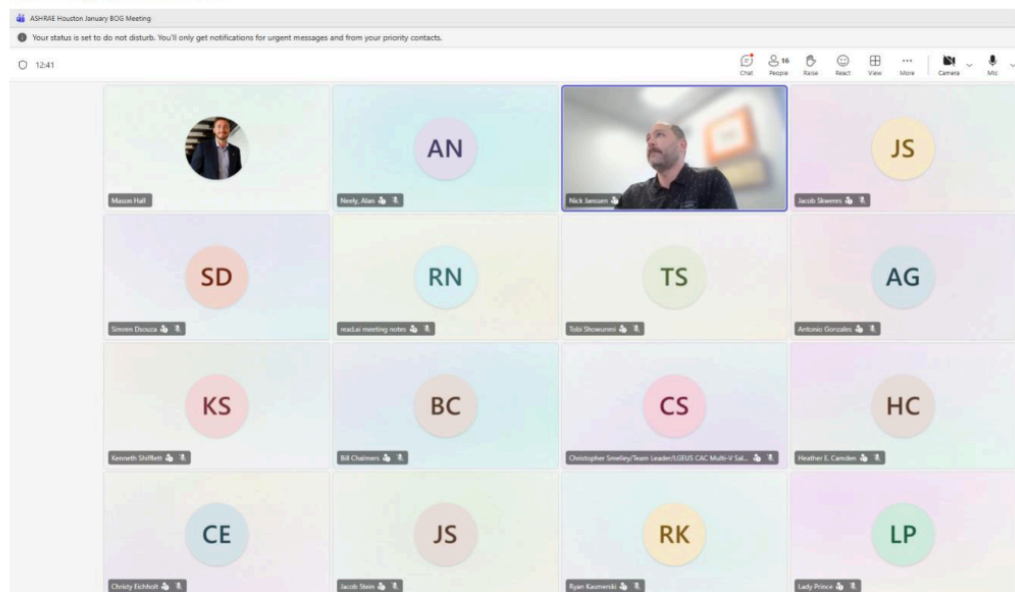 ASHRAE Houston January BOG Meeting
Your status is set to do not disturb. You'll only get notifications for urgent messages and from your priority contacts.
12:41
Chat
16
People
Raise
React
View
More
Camera
Mic
AN
JS
Mason Hall
Neely, Alan
Nick Janssen
Jacob Skweres
SD
RN
TS
AG
Simren Dsouza
read.ai meeting notes
Tobi Showunmi
Antonio Gonzales
KS
BC
CS
HC
Kenneth Shifflett
Bill Chalmers
Christopher Smelley/Team Leader/LGEUS CAC Multi-V Sal...
Heather E. Camden
CE
JS
RK
LP
Christy Eichholt
Jacob Stein
Ryan Kasmerski
Lady Prince